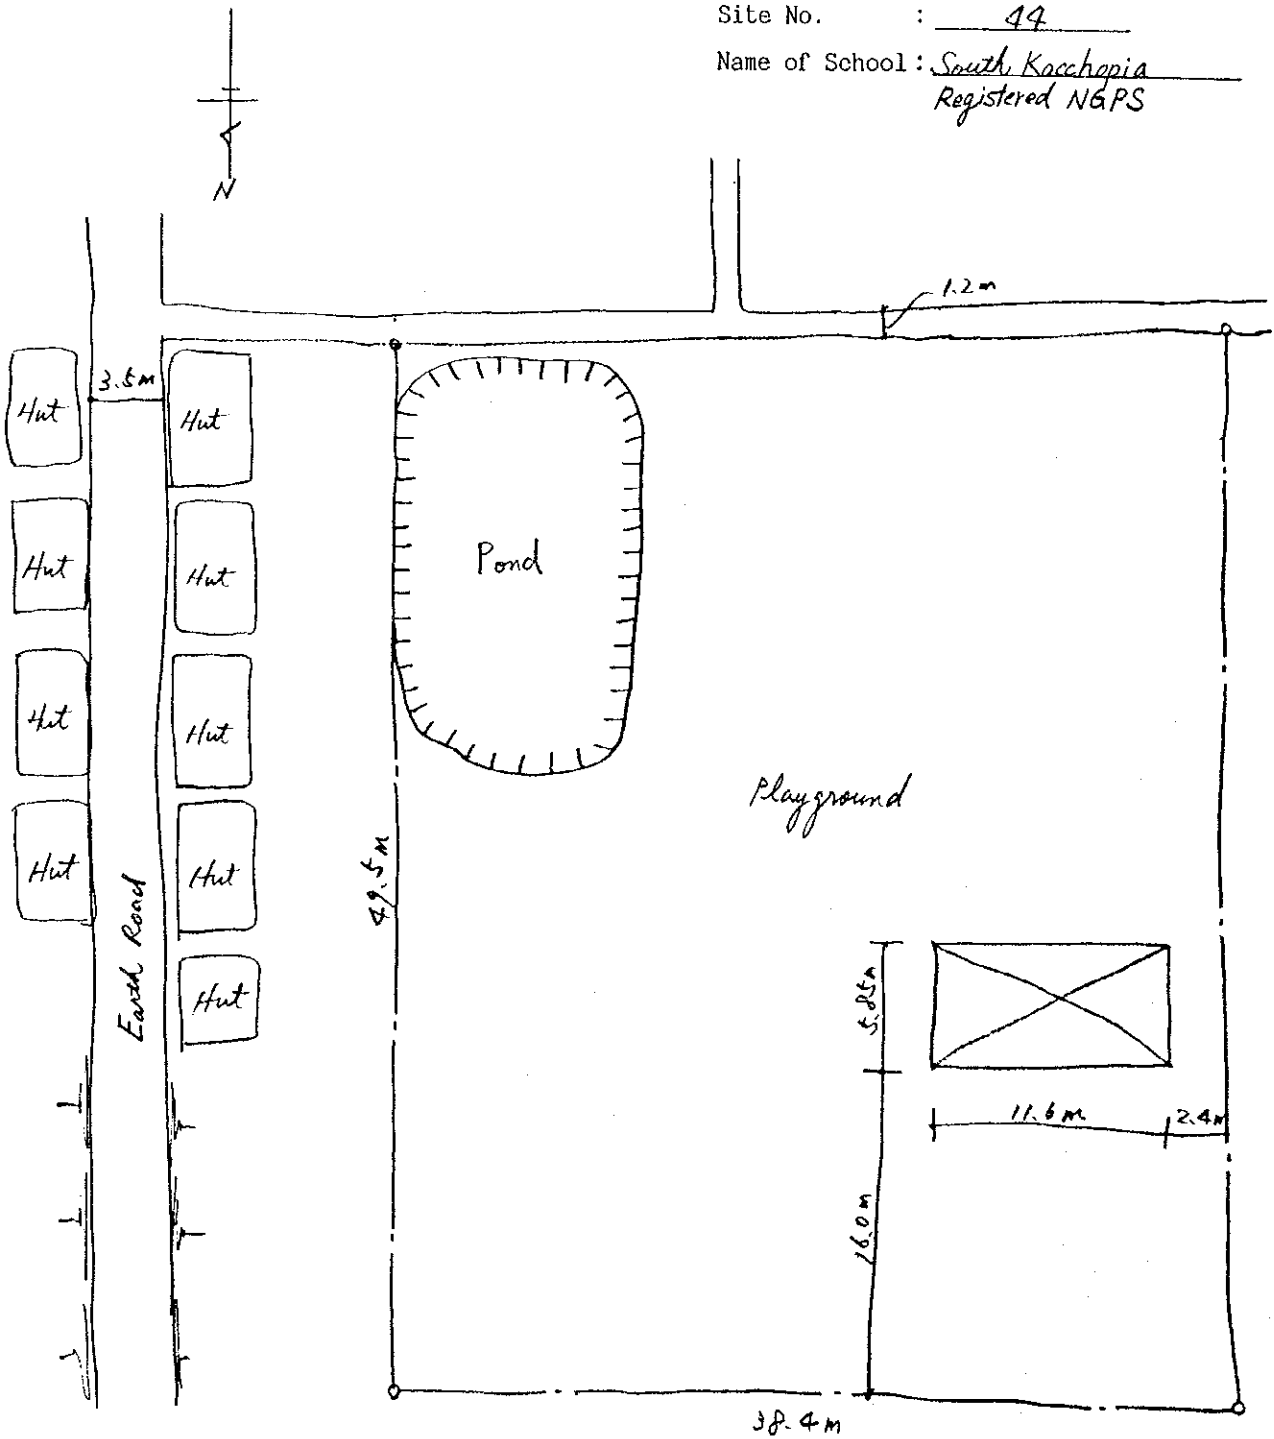 Site No. : 44
Name of School : South Kocchopia
Registered NGPS
N
1.2m
3.5m
Hut
Hut
Hut
Hut
Pond
Hut
Hut
Playground
Hut
Hut
49.5m
Earth Road
Hut
5.85m
11.6m
2.4m
16.0m
38.4m